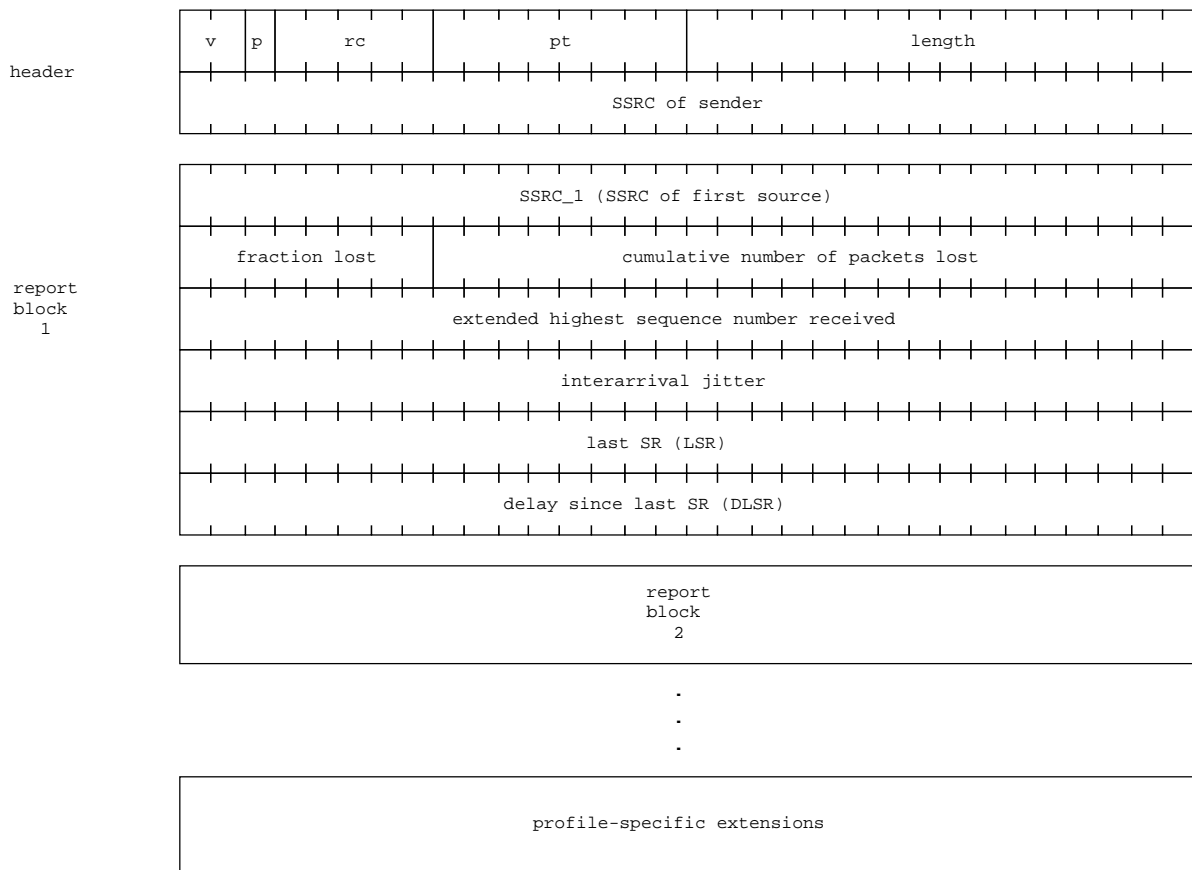 v p rc pt length
header
SSRC of sender
SSRC_1 (SSRC of first source)
fraction lost cumulative number of packets lost
report
block
1
extended highest sequence number received
interarrival jitter
last SR (LSR)
delay since last SR (DLSR)
report
block
2
.
.
.
profile-specific extensions